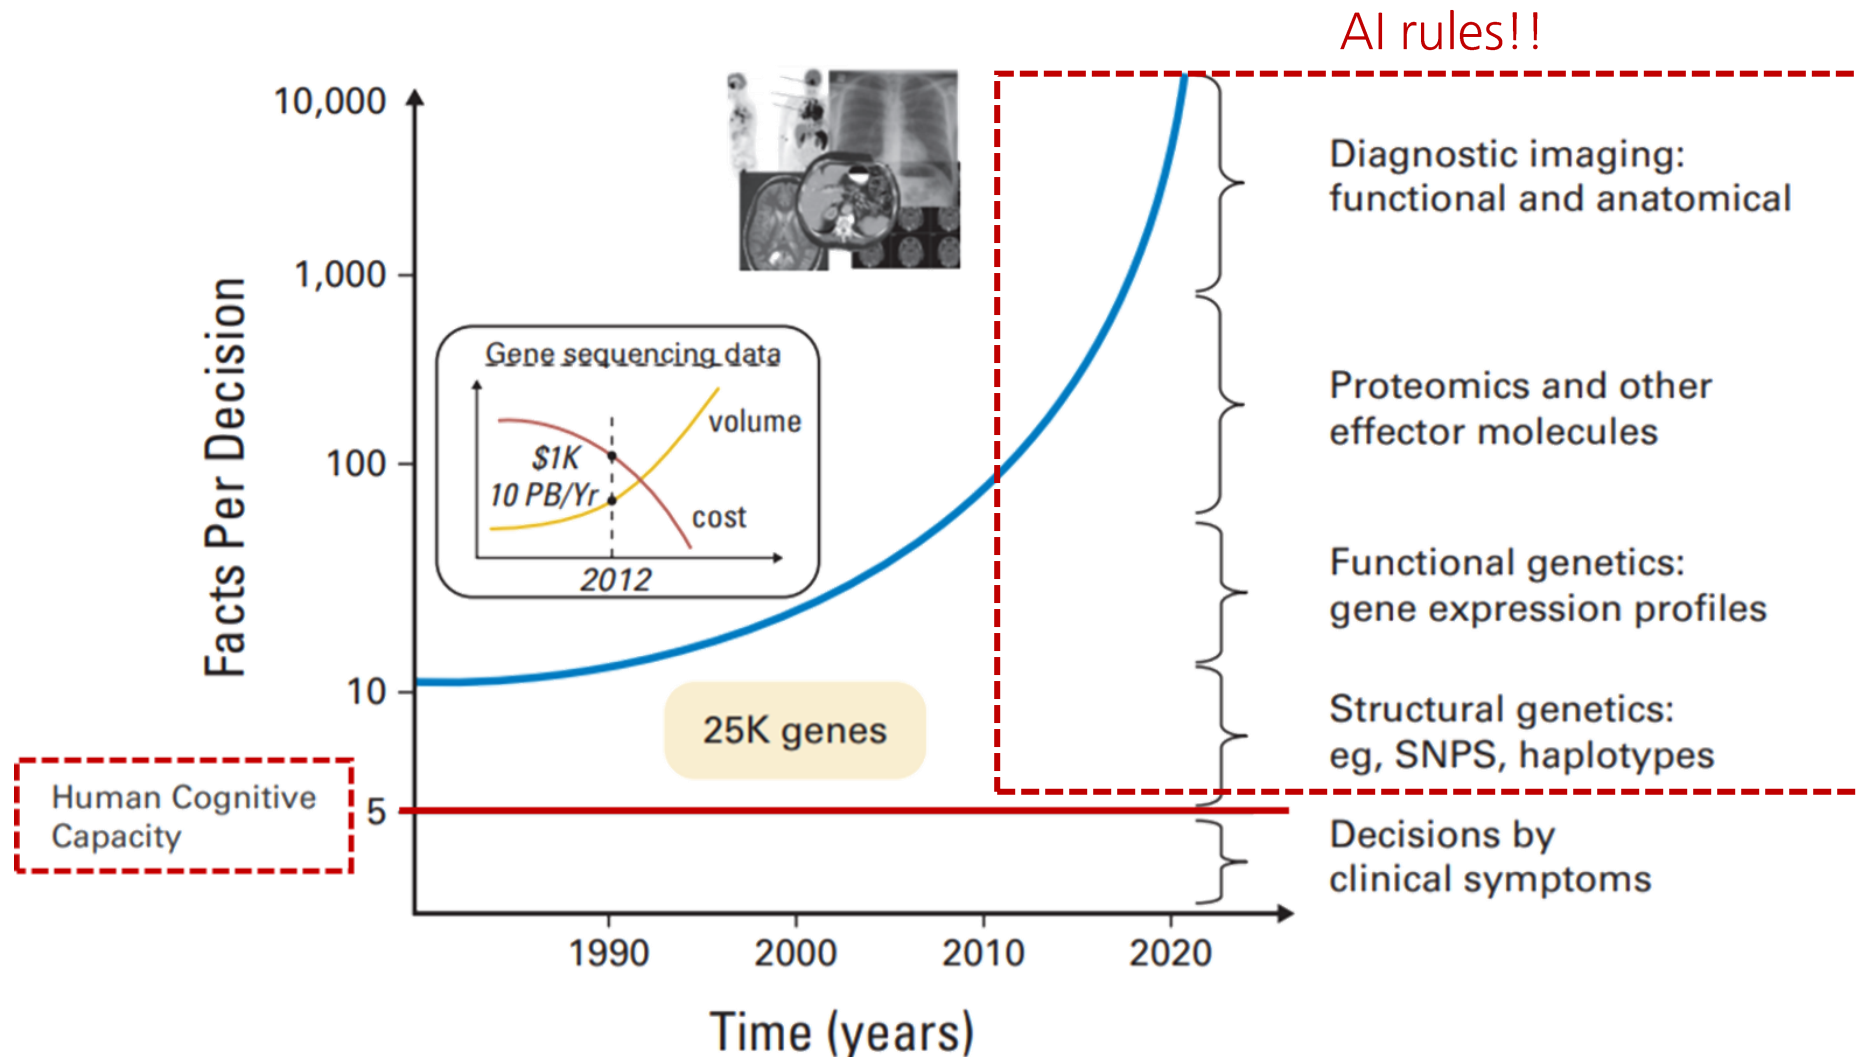 AI rules!!
10,000
1,000
100
10
5
Facts Per Decision
Human Cognitive
Capacity
Gene sequencing data
volume
$1K
10 PB/Yr
cost
2012
25K genes
Diagnostic imaging:
functional and anatomical
Proteomics and other
effector molecules
Functional genetics:
gene expression profiles
Structural genetics:
eg, SNPS, haplotypes
Decisions by
clinical symptoms
1990
2000
2010
2020
Time (years)